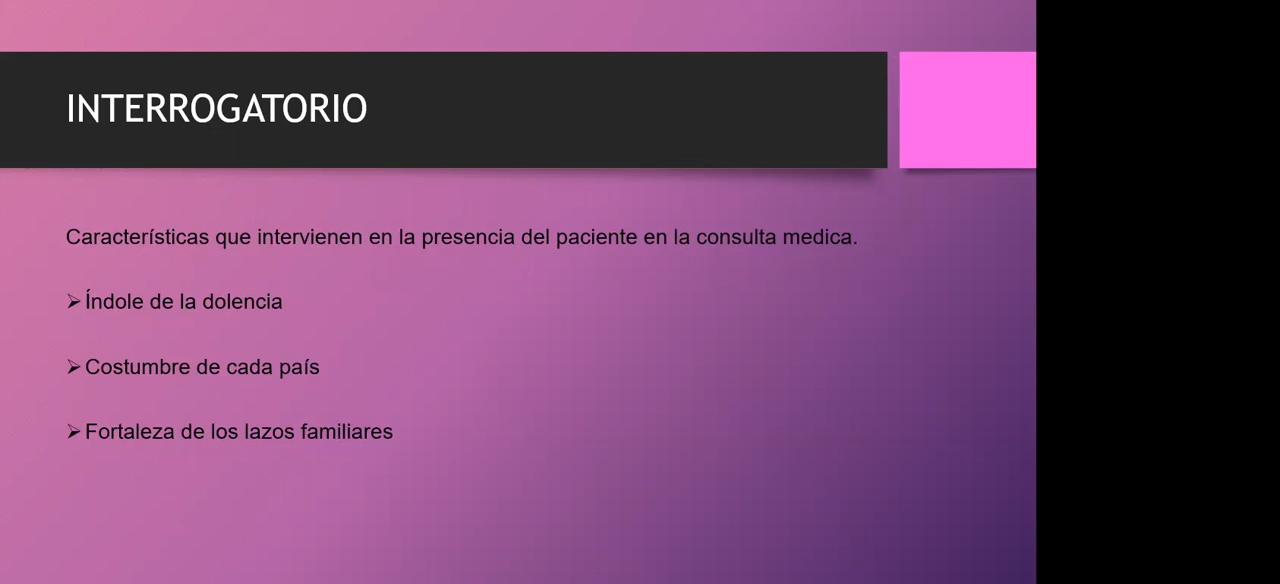 INTERROGATORIO
Características que intervienen en la presencia del paciente en la consulta medica.
➢Índole de la dolencia
➢Costumbre de cada país
➢Fortaleza de los lazos familiares